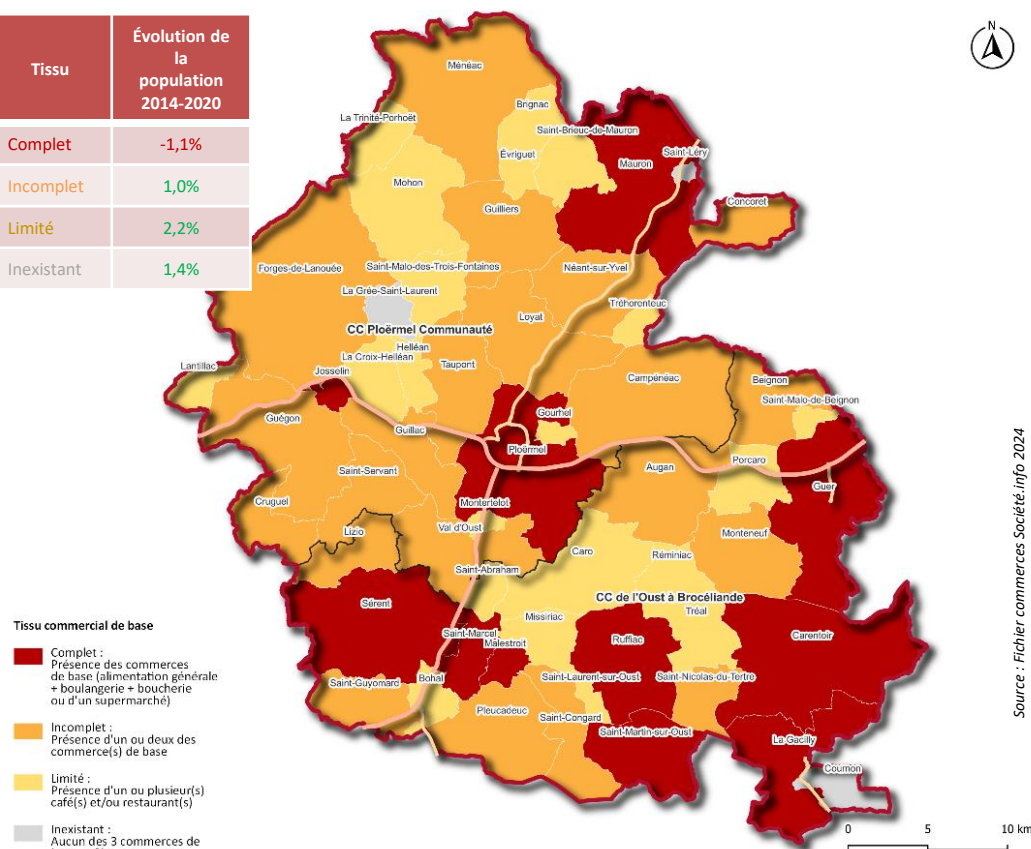 Tissu
Évolution de
la
population
2014-2020
Complet
-1,1%
Incomplet
1,0%
Limité
2,2%
Inexistant
1,4%
N
Ménéac
Brignac
La Trinité-Porhoët
Saint-Brieuc-de-Mauron
Évriguet
Mauron
Saint-Léry
Mohon
Concoret
Guilliers
Forges-de-Lanouée
Saint-Malo-des-Trois-Fontaines
Néant-sur-Yvel
La Grée-Saint-Laurent
Tréhorenteuc
Loyat
CC Ploërmel Communauté
Helléan
La Croix-Helléan
Lantillac
Josselin
Taupont
Campénéac
Beignon
Saint-Malo-de-Beignon
Gourhel
Guégon
Guillac
Ploërmel
Porcaro
Augan
Saint-Servant
Guer
Cruguel
Montertelot
Lizio
Val d'Oust
Monteneuf
Caro
Réminiac
Saint-Abraham
CC de l'Oust à Brocéliande
Sérent
Tréal
Missiriac
Saint-Marcel
Ruffiac
Carentoir
Malestroit
Saint-Guyomard
Bohal
Saint-Laurent-sur-Oust
Saint-Nicolas-du-Tertre
Pleucadeuc
Saint-Congard
Saint-Martin-sur-Oust
La Gacilly
Cournon
Tissu commercial de base
Complet :
Présence des commerces
de base (alimentation générale
+ boulangerie + boucherie
ou d'un supermarché)
Incomplet :
Présence d'un ou deux des
commerce(s) de base
Limité :
Présence d'un ou plusieur(s)
café(s) et/ou restaurant(s)
Inexistant :
Aucun des 3 commerces de
0 5 10 km
Source : Fichier commerces Société.info 2024